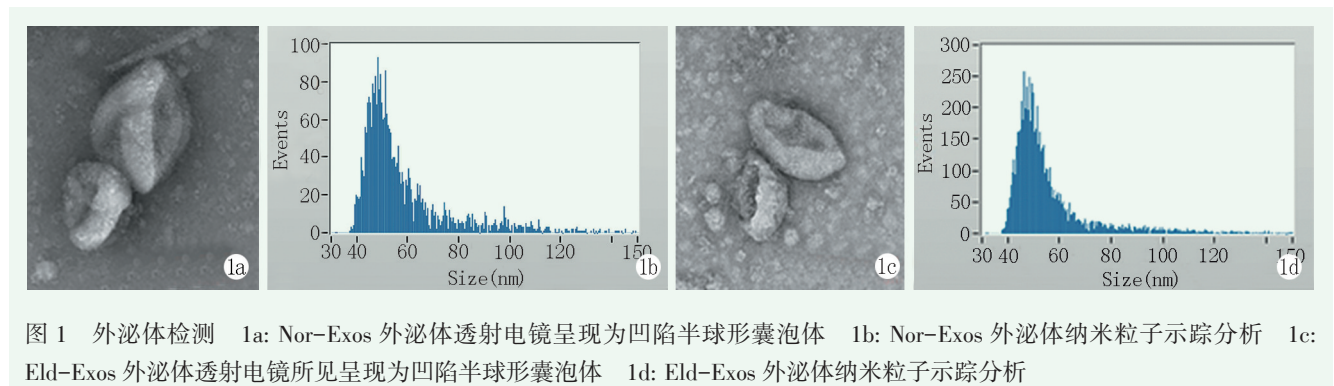 1a
100
80
60
40
20
0
Events
30 40 60 80 100 120 150
Size(nm)
1b
1c
300
250
200
150
100
50
0
Events
30 40 60 80 100 120 150
Size(nm)
1d
图 1 外泌体检测 1a: Nor-Exos 外泌体透射电镜呈现为凹陷半球形囊泡体 1b: Nor-Exos 外泌体纳米粒子示踪分析 1c:
Eld-Exos 外泌体透射电镜所见呈现为凹陷半球形囊泡体 1d: Eld-Exos 外泌体纳米粒子示踪分析